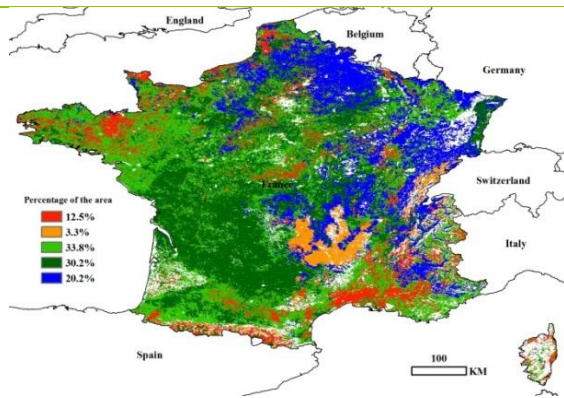 England
Belgium
Germany
France
Switzerland
Percentage of the area
12.5%
3.3%
33.8%
30.2%
20.2%
Italy
100
KM
Spain